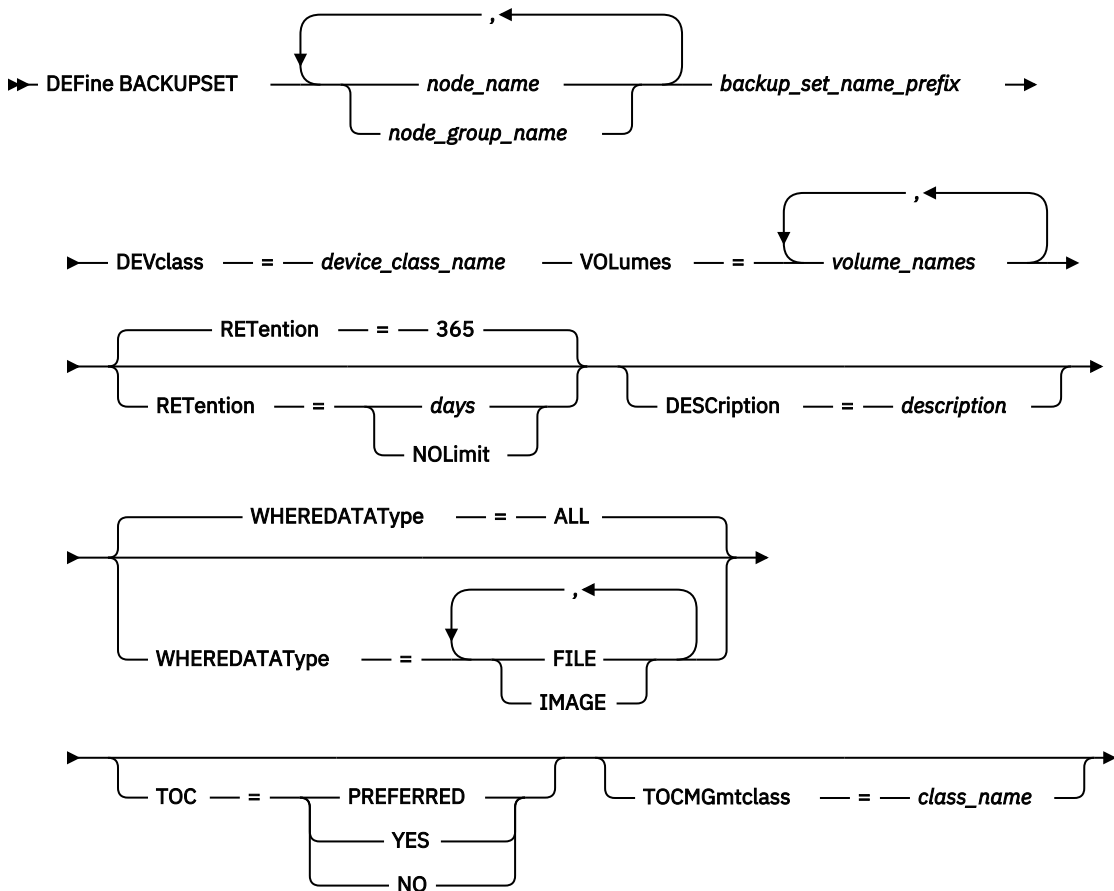 ,
DEFine BACKUPSET node_name backup_set_name_prefix
node_group_name
,
DEVclass = device_class_name VOLumes = volume_names
RETention = 365
RETention = days DESCription = description
NOLimit
WHEREDATAType = ALL
,
WHEREDATAType = FILE
IMAGE
TOC = PREFERRED TOCMGmtclass = class_name
YES
NO